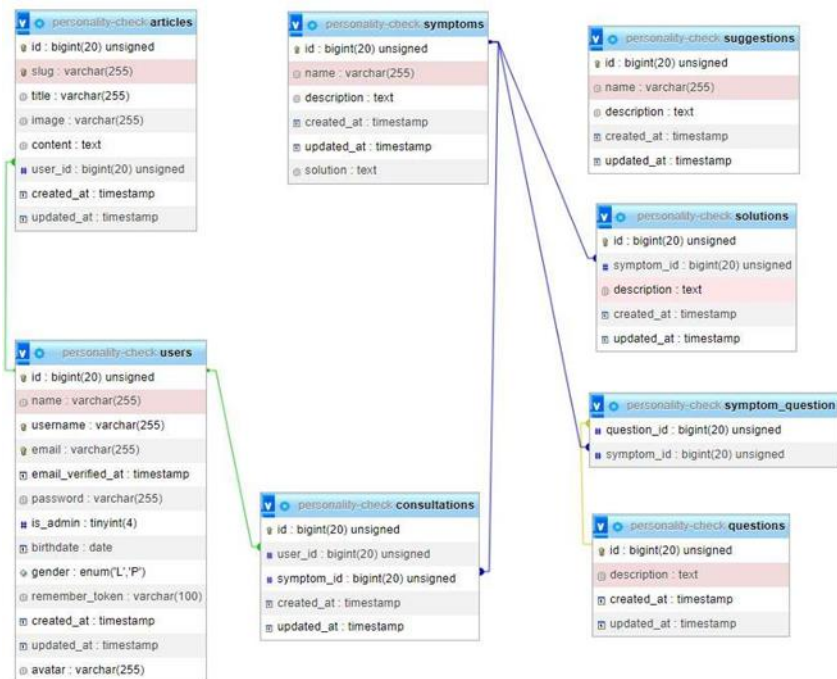 personality-check articles
id : bigint(20) unsigned
slug : varchar(255)
title : varchar(255)
image : varchar(255)
content : text
user_id : bigint(20) unsigned
created_at : timestamp
updated_at : timestamp
personality-check symptoms
id : bigint(20) unsigned
name : varchar(255)
description : text
created_at : timestamp
updated_at : timestamp
solution : text
personality-check suggestions
id : bigint(20) unsigned
name : varchar(255)
description : text
created_at : timestamp
updated_at : timestamp
personality-check solutions
id : bigint(20) unsigned
symptom_id : bigint(20) unsigned
description : text
created_at : timestamp
updated_at : timestamp
personality-check users
id : bigint(20) unsigned
name : varchar(255)
username : varchar(255)
email : varchar(255)
email_verified_at : timestamp
password : varchar(255)
is_admin : tinyint(4)
birthdate : date
gender : enum('L','P')
remember_token : varchar(100)
created_at : timestamp
updated_at : timestamp
avatar : varchar(255)
personality-check consultations
id : bigint(20) unsigned
user_id : bigint(20) unsigned
symptom_id : bigint(20) unsigned
created_at : timestamp
updated_at : timestamp
personality-check symptom_question
question_id : bigint(20) unsigned
symptom_id : bigint(20) unsigned
personality-check questions
id : bigint(20) unsigned
description : text
created_at : timestamp
updated_at : timestamp